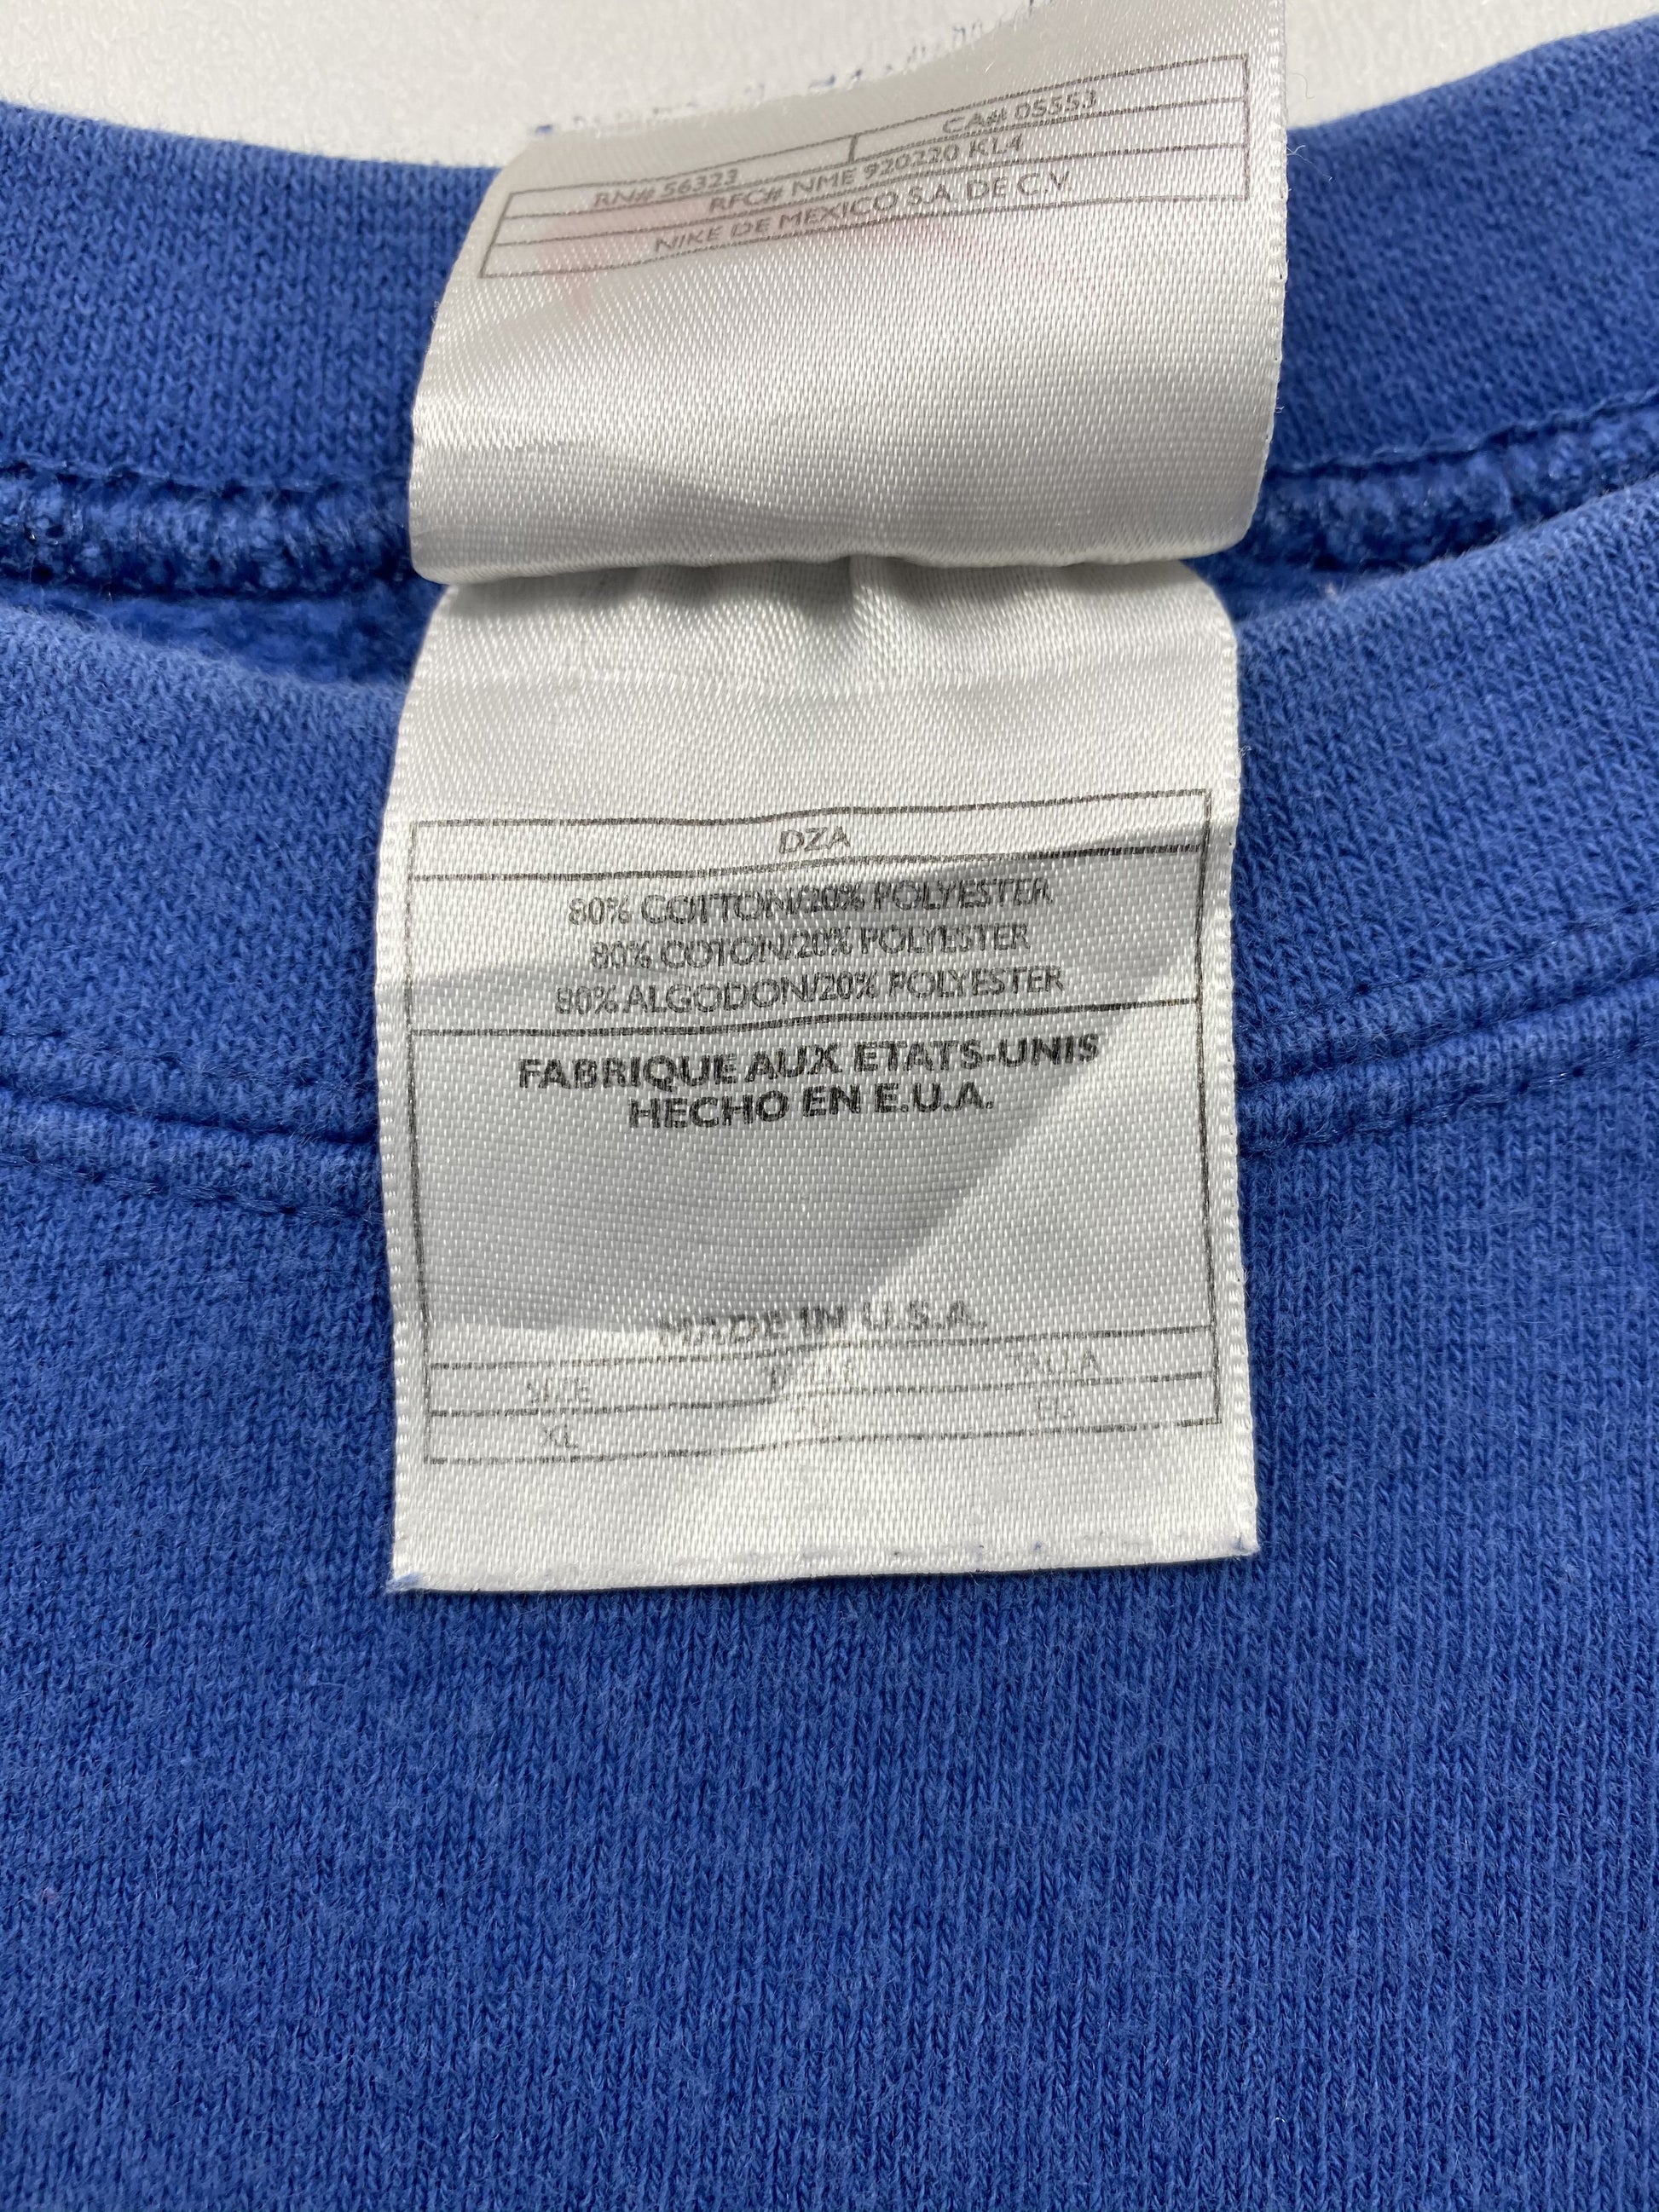 RN# 56323 CA# 05553
RFC# NME 920220 KL4
NIKE DE MEXICO S.A. DE C.V.
DZA
80% COTTON/20% POLYESTER
80% COTON/20% POLYESTER
80% ALGODON/20% POLYESTER
FABRIQUE AUX ETATS-UNIS
HECHO EN E.U.A.
MADE IN U.S.A.
SIZE
XL